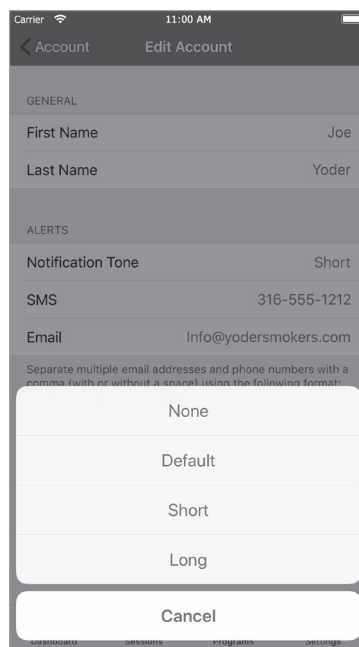 Carrier 11:00 AM
Account Edit Account
GENERAL
First Name Joe
Last Name Yoder
ALERTS
Notification Tone Short
SMS 316-555-1212
Email Info@yodersmokers.com
Separate multiple email addresses and phone numbers with a
comma (with or without a space) using the following format:
None
Default
Short
Long
Cancel
Dashboard Sessions Programs Settings